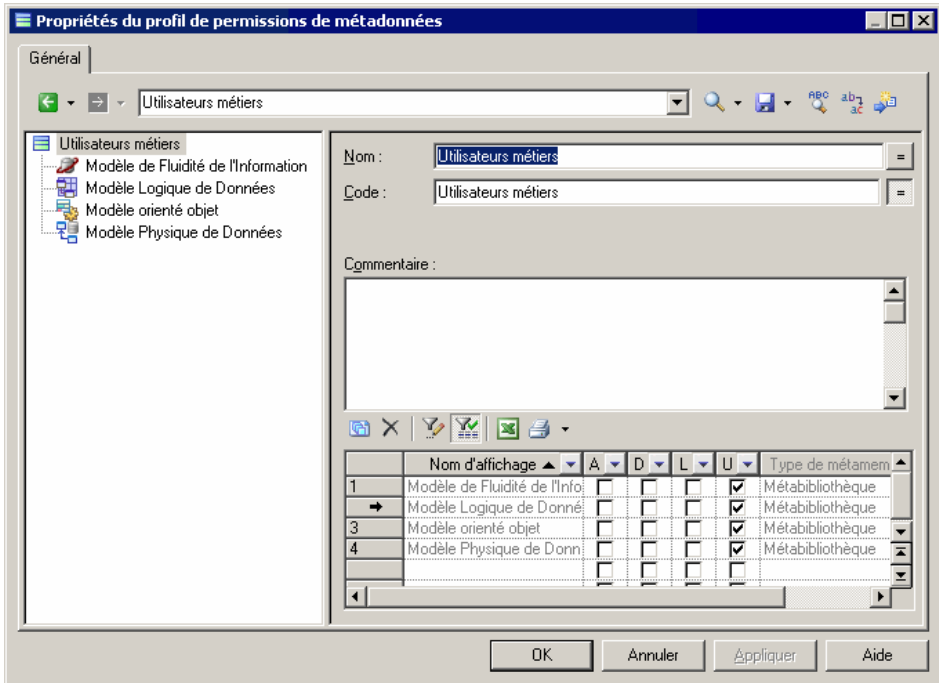 Propriétés du profil de permissions de métadonnées
Général
Utilisateurs métiers
Utilisateurs métiers
Modèle de Fluidité de l'Information
Modèle Logique de Données
Modèle orienté objet
Modèle Physique de Données
Nom : Utilisateurs métiers =
Code : Utilisateurs métiers =
Commentaire :
Nom d'affichage A D L U Type de métamem
1 Modèle de Fluidité de l'Info Métabibliothèque
Modèle Logique de Donné Métabibliothèque
3 Modèle orienté objet Métabibliothèque
4 Modèle Physique de Donn Métabibliothèque
OK Annuler Appliquer Aide